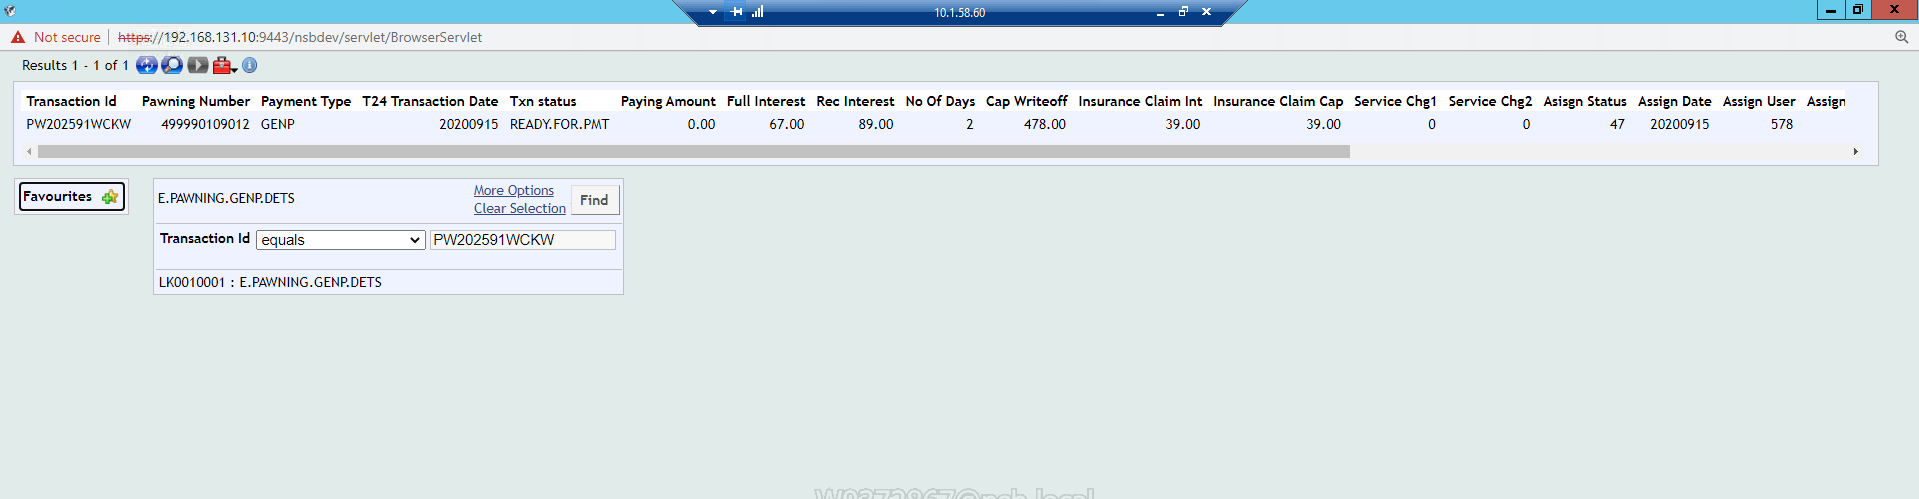 10.1.58.60
Not secure https://192.168.131.10:9443/nsbdev/servlet/BrowserServlet
Results 1 - 1 of 1
Transaction Id Pawning Number Payment Type T24 Transaction Date Txn status Paying Amount Full Interest Rec Interest No Of Days Cap Writeoff Insurance Claim Int Insurance Claim Cap Service Chg1 Service Chg2 Asisgn Status Assign Date Assign User Assign
PW202591WCKW 499990109012 GENP 20200915 READY.FOR.PMT 0.00 67.00 89.00 2 478.00 39.00 39.00 0 0 47 20200915 578
Favourites
E.PAWNING.GENP.DETS
More Options
Clear Selection
Find
Transaction Id equals PW202591WCKW
LK0010001 : E.PAWNING.GENP.DETS